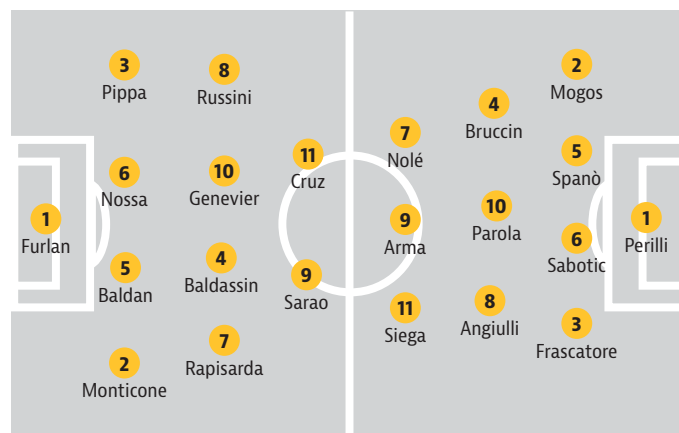 3
Pippa
8
Russini
6
Nossa
10
Genevier
11
Cruz
1
Furlan
5
Baldan
4
Baldassin
9
Sarao
2
Monticone
7
Rapisarda
7
Nolé
4
Bruccin
2
Mogos
5
Spanò
9
Arma
10
Parola
1
Perilli
6
Sabotic
11
Siega
8
Angiulli
3
Frascatore